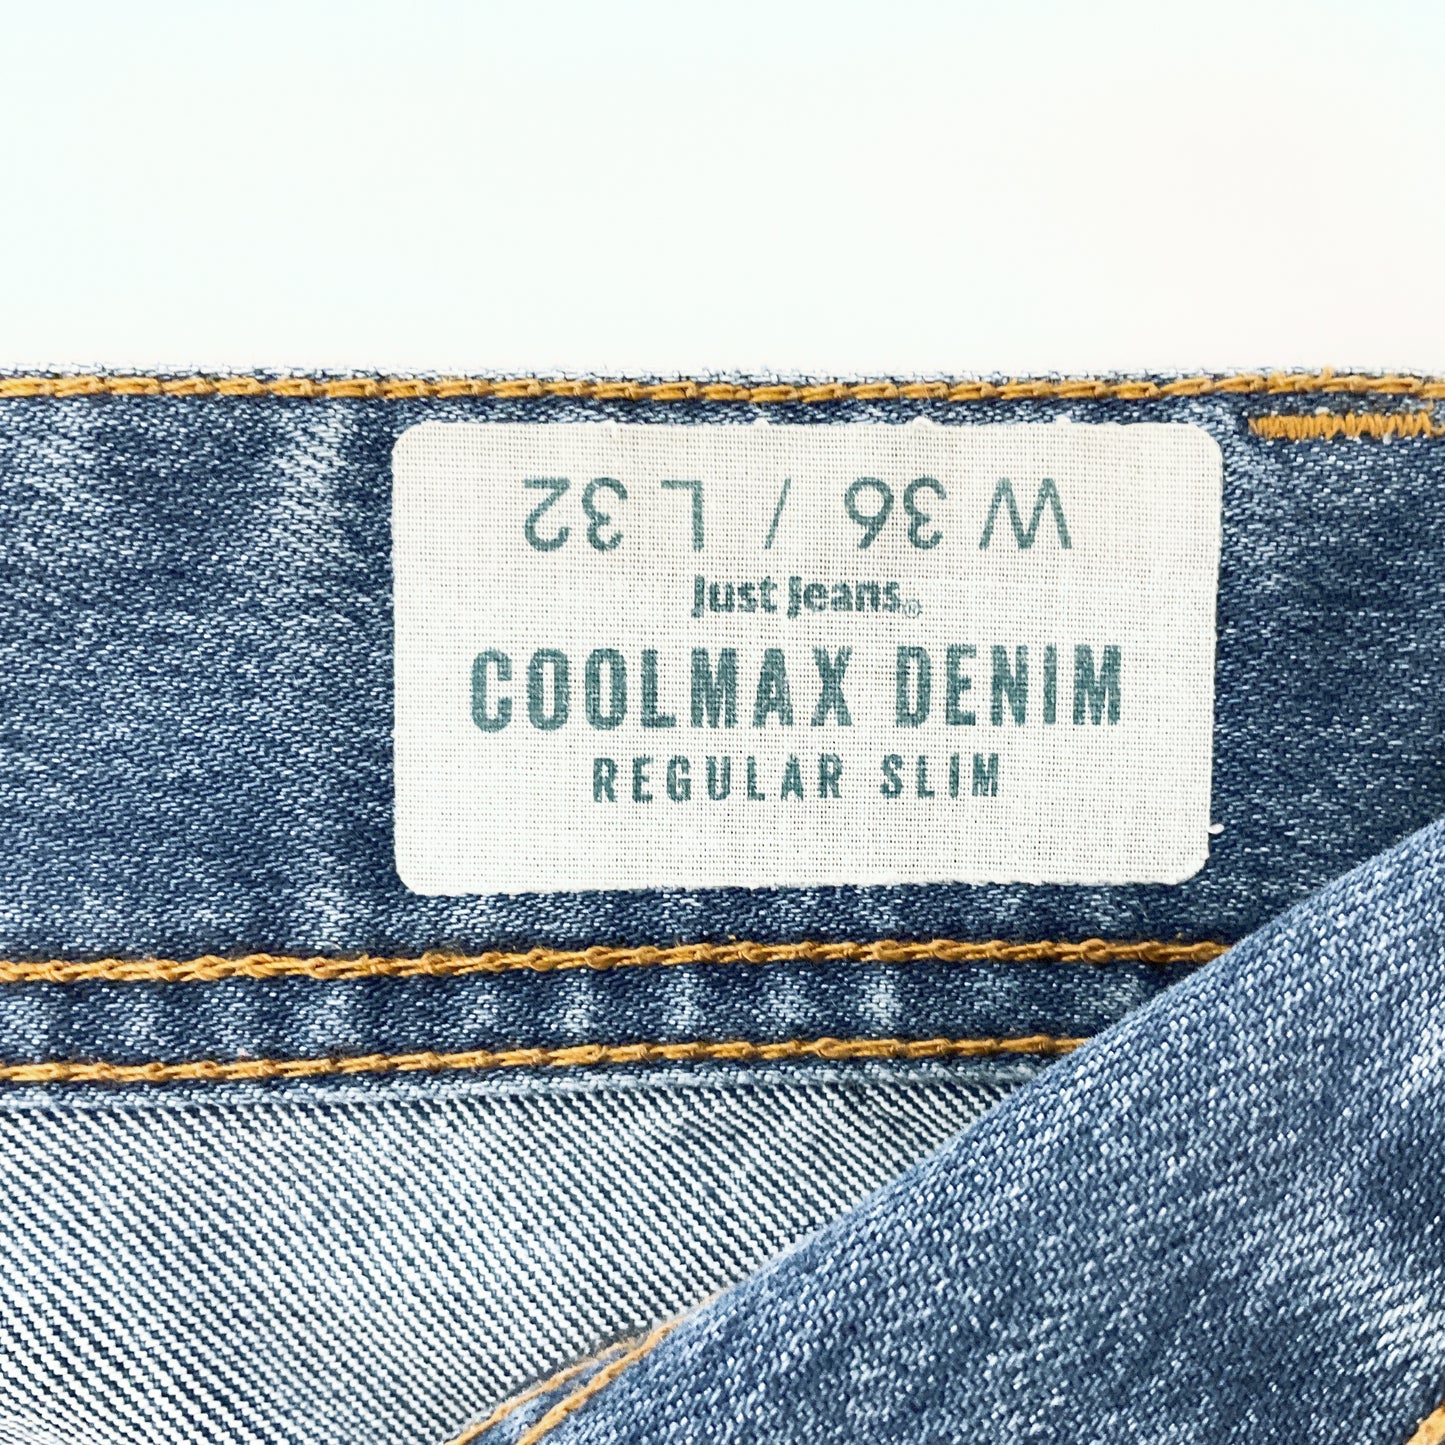 W 36 / L 32
Just Jeans®
COOLMAX DENIM
REGULAR SLIM